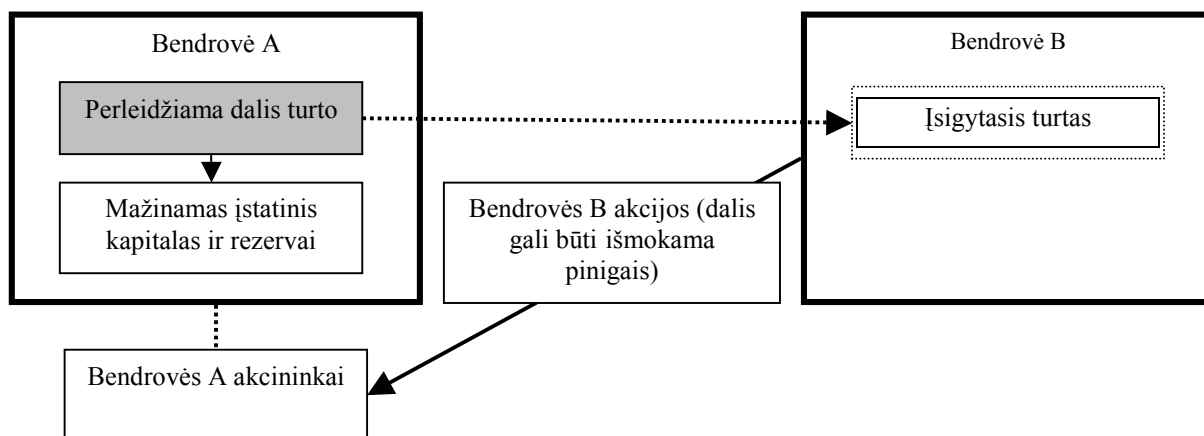 Bendrovė A
Bendrovė B
Perleidžiama dalis turto
Įsigytasis turtas
Mažinamas įstatinis
kapitalas ir rezervai
Bendrovės B akcijos (dalis
gali būti išmokama
pinigais)
Bendrovės A akcininkai